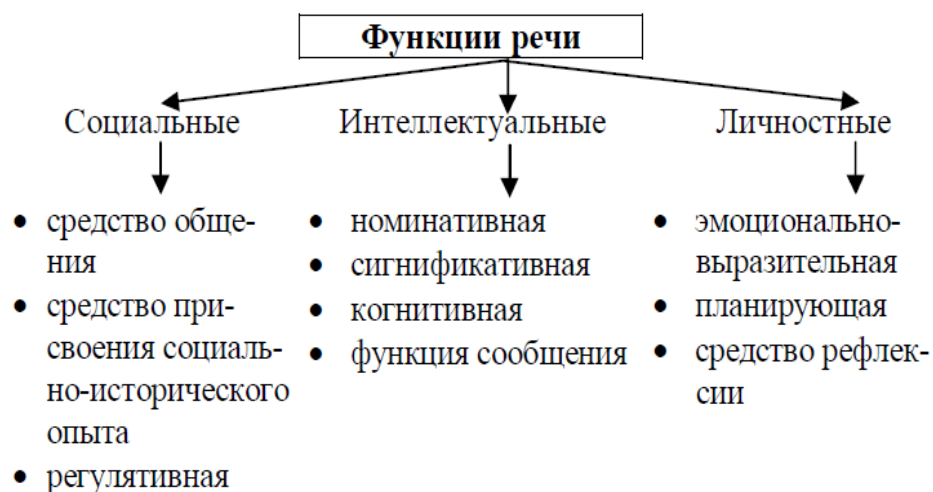 Функции речи
Социальные
Интеллектуальные
Личностные
• средство обще-
ния
• средство при-
своения социаль-
но-исторического
опыта
• регулятивная
• номинативная
• сигнификативная
• когнитивная
• функция сообщения
• эмоционально-
выразительная
• планирующая
• средство рефлек-
сии